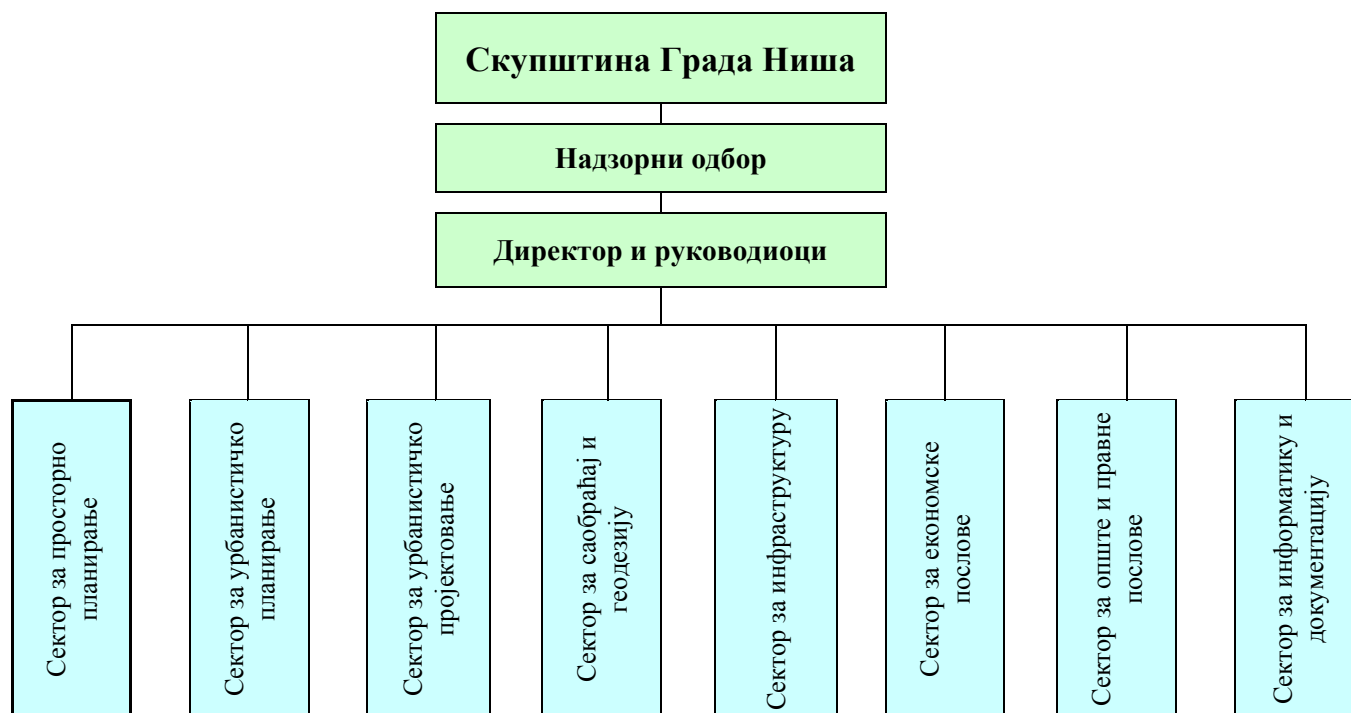 Скупштина Града Ниша
Надзорни одбор
Директор и руководиоци
Сектор за просторно
планирање
Сектор за урбанистичко
планирање
Сектор за урбанистичко
пројектовање
Сектор за саобраћај и
геодезију
Сектор за инфраструктуру
Сектор за економске
послове
Сектор за опште и правне
послове
Сектор за информатику и
документацију